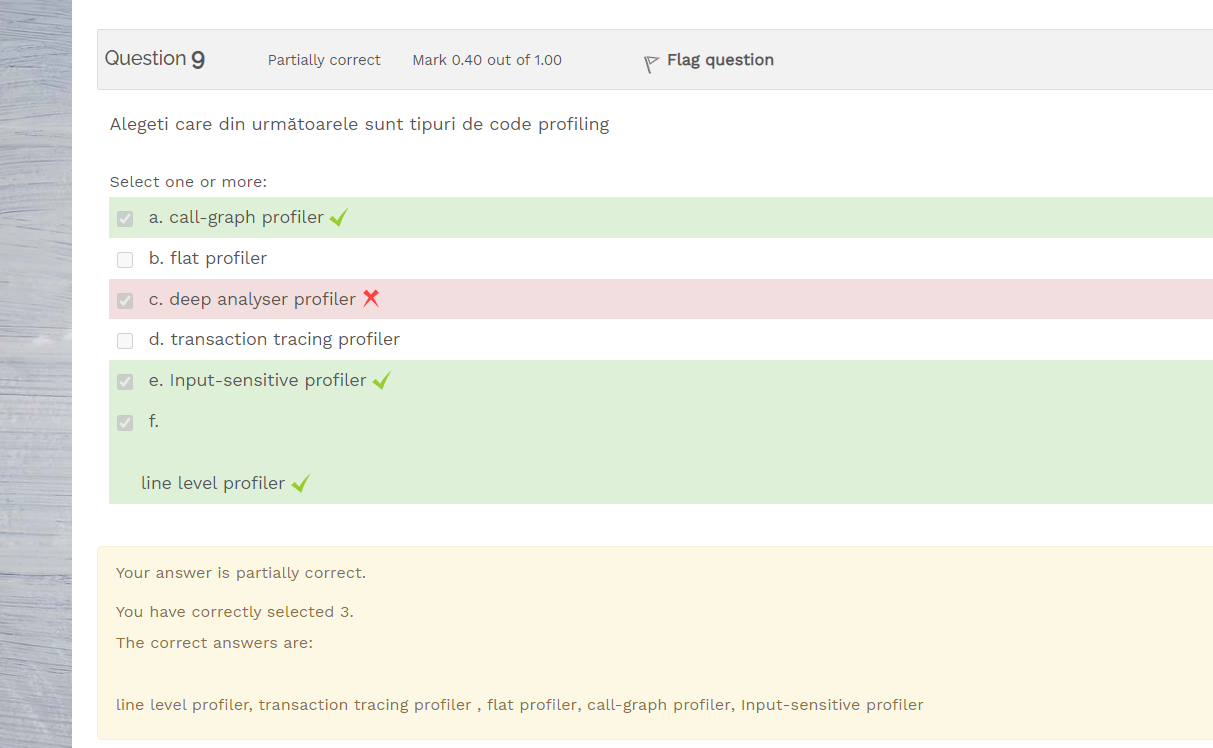 Question 9 Partially correct Mark 0.40 out of 1.00 Flag question
Alegeti care din următoarele sunt tipuri de code profiling
Select one or more:
a. call-graph profiler
b. flat profiler
c. deep analyser profiler
d. transaction tracing profiler
e. Input-sensitive profiler
f.
line level profiler
Your answer is partially correct.
You have correctly selected 3.
The correct answers are:
line level profiler, transaction tracing profiler , flat profiler, call-graph profiler, Input-sensitive profiler